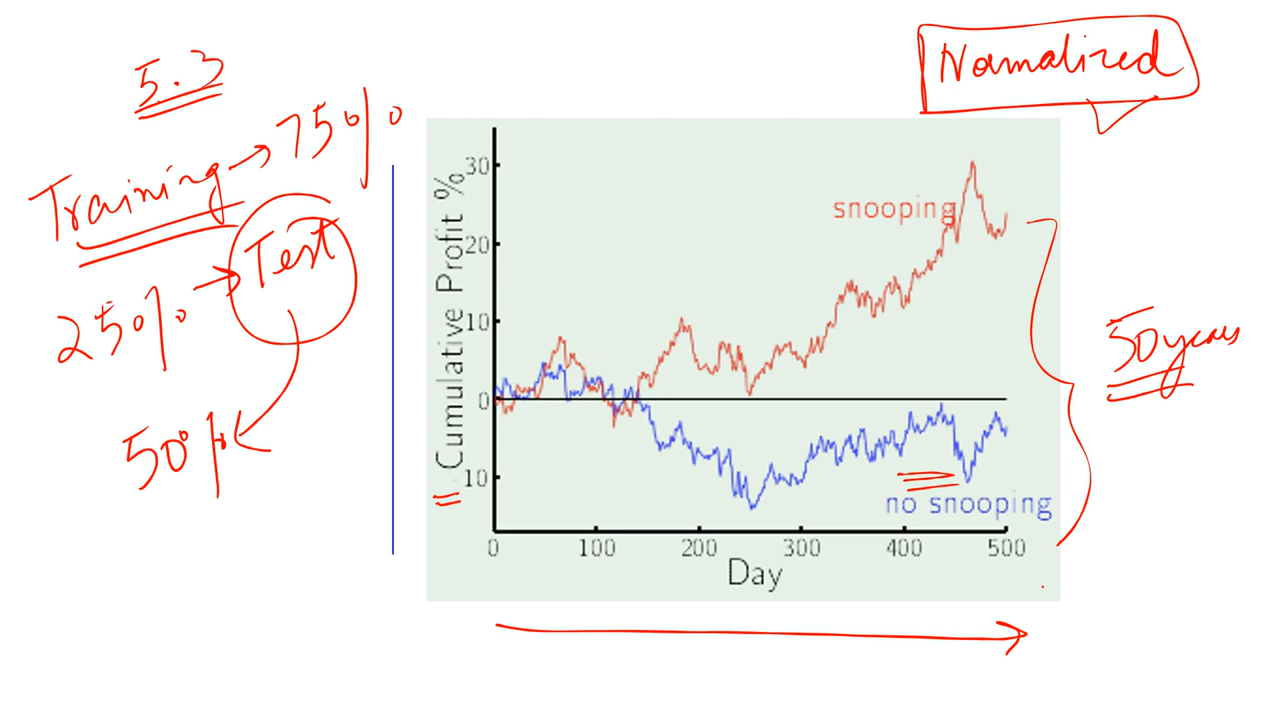 5.3
Training → 75%
25% → Test
50%
Normalized
Cumulative Profit %
30
20
10
0
10
snooping
no snooping
0 100 200 300 400 500
Day
50 years